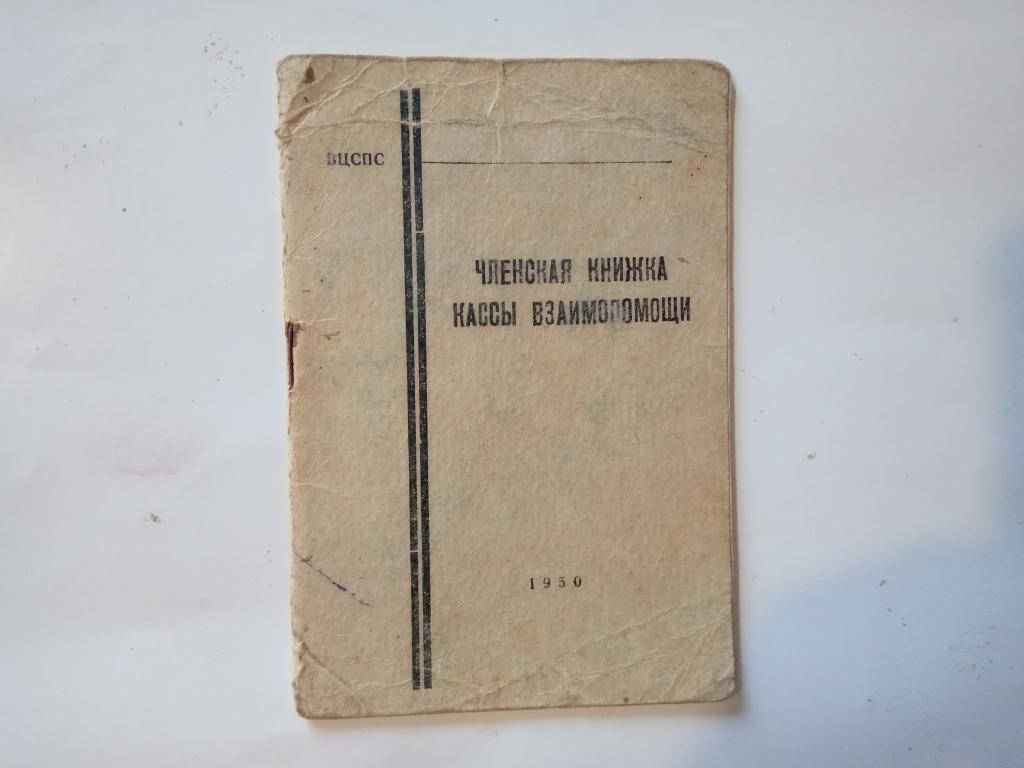 ВЦСПС
ЧЛЕНСКАЯ КНИЖКА
КАССЫ ВЗАИМОПОМОЩИ
1950